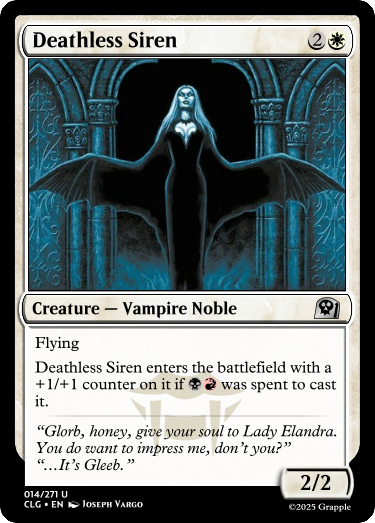 Deathless Siren 2
Creature — Vampire Noble
Flying
Deathless Siren enters the battlefield with a
+1/+1 counter on it if was spent to cast
it.
“Glorb, honey, give your soul to Lady Elandra.
You do want to impress me, don't you?”
“…It's Gleeb.”
2/2
014/271 U
CLG • EN Joseph Vargo
©2025 Grapple